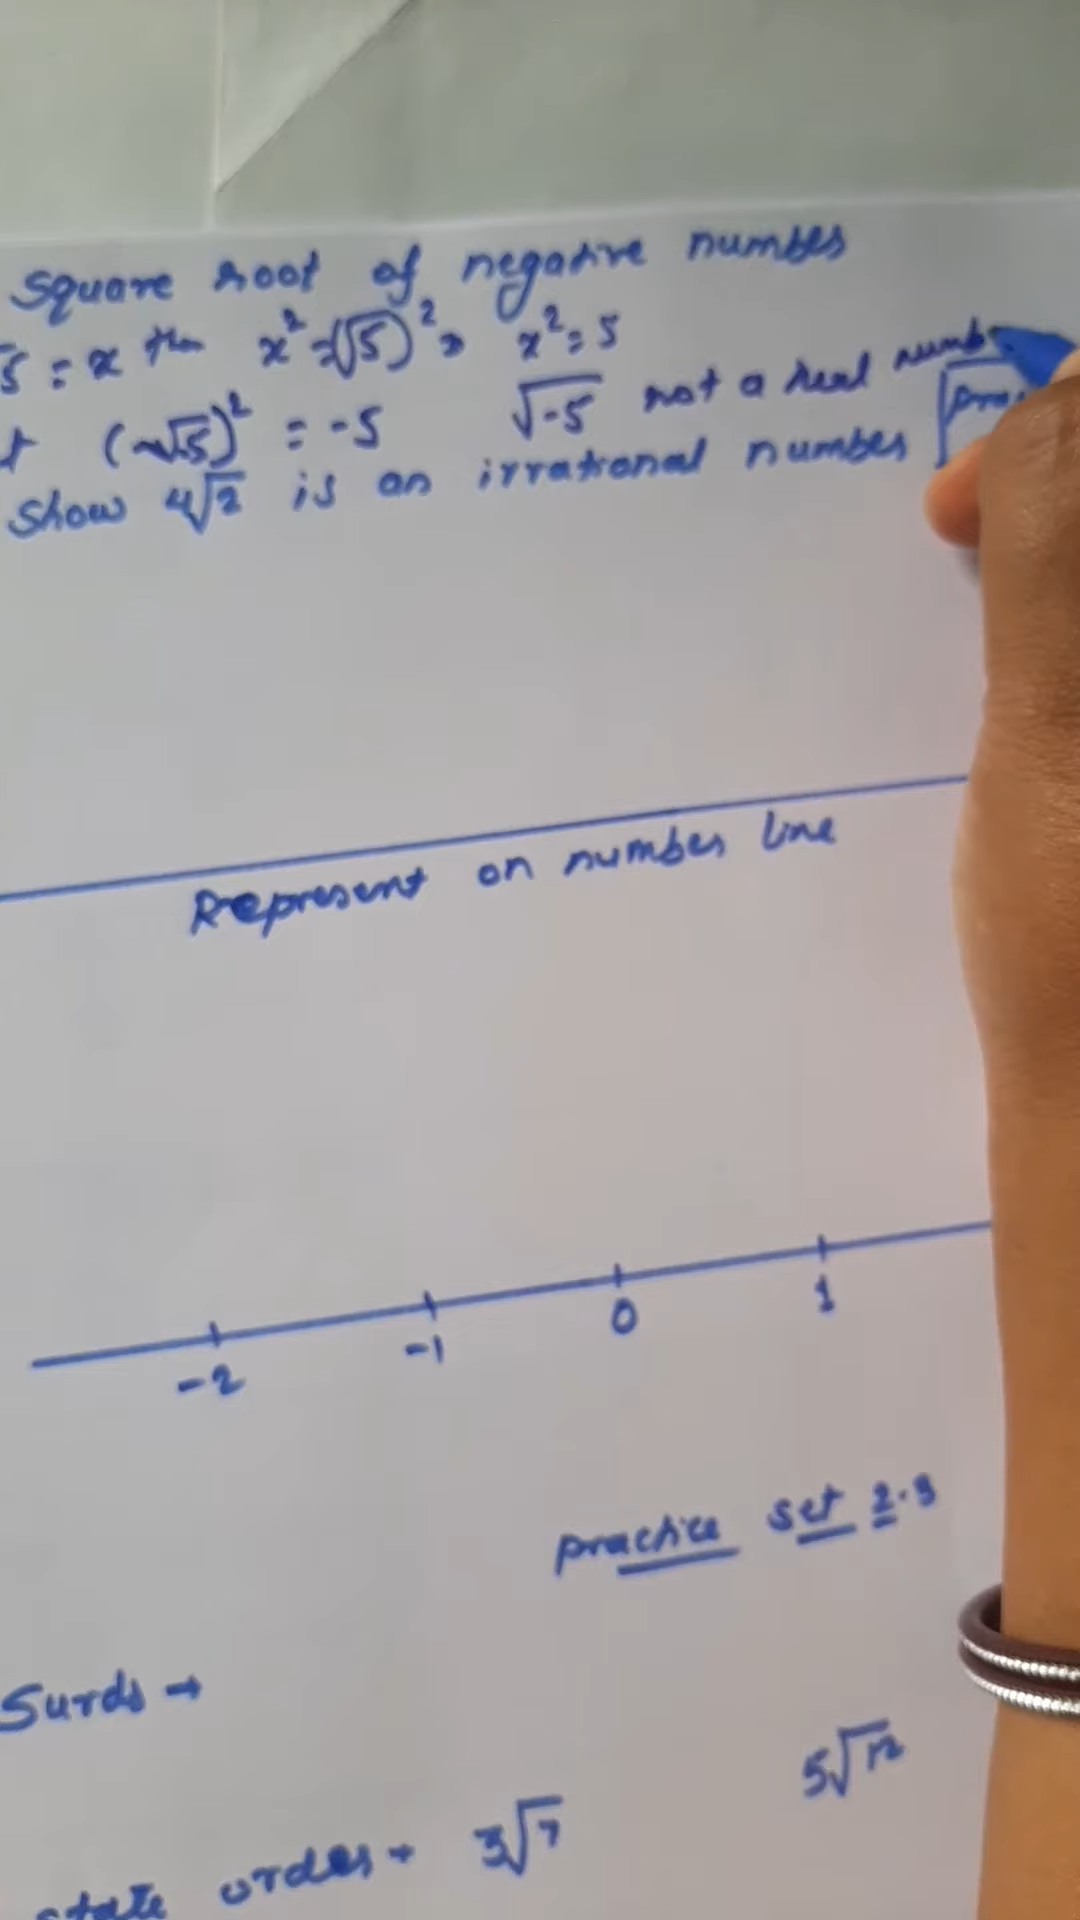 square root of negative number
5 = x then x² = (√5)² » x² = 5
(√5)² = -5 √-5 not a real numb
show 4√2 is an irrational number
Represent on number line
-2 -1 0 1
practice set 2.3
Surds →
5√12
state order → 3√7